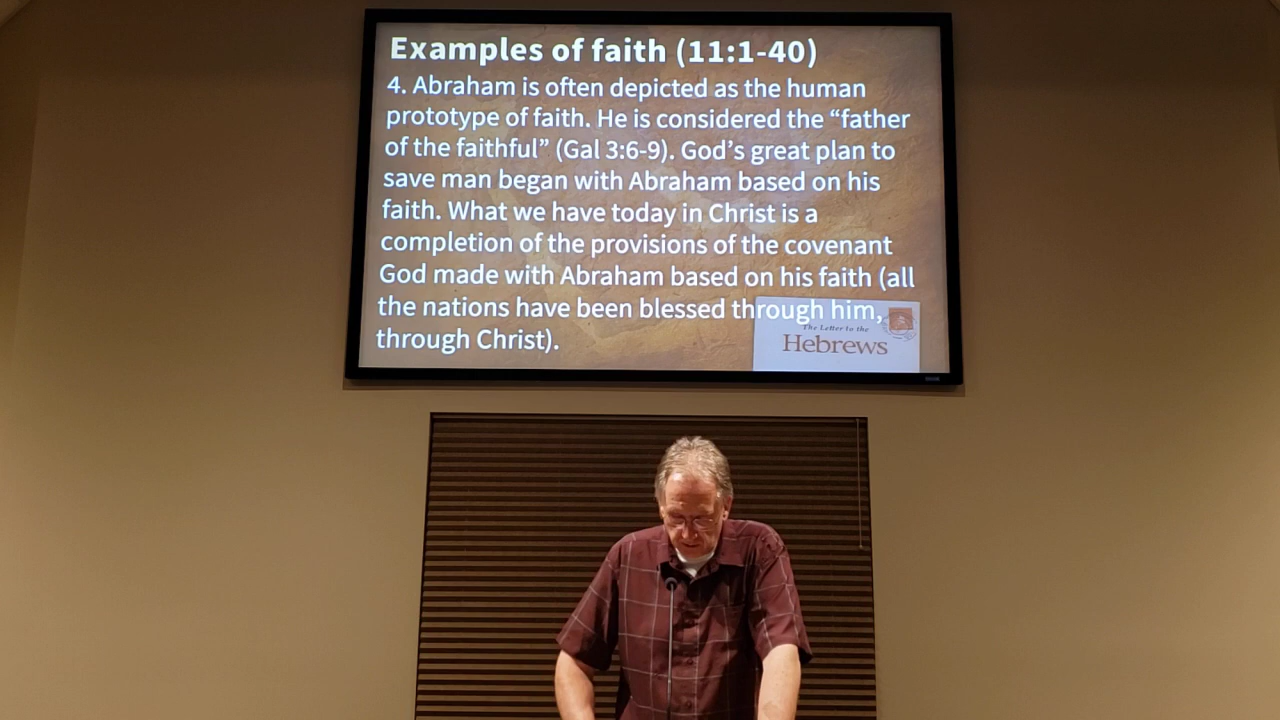 Examples of faith (11:1-40)
4. Abraham is often depicted as the human
prototype of faith. He is considered the “father
of the faithful” (Gal 3:6-9). God’s great plan to
save man began with Abraham based on his
faith. What we have today in Christ is a
completion of the provisions of the covenant
God made with Abraham based on his faith (all
the nations have been blessed through him,
through Christ).
The Letter to the
Hebrews